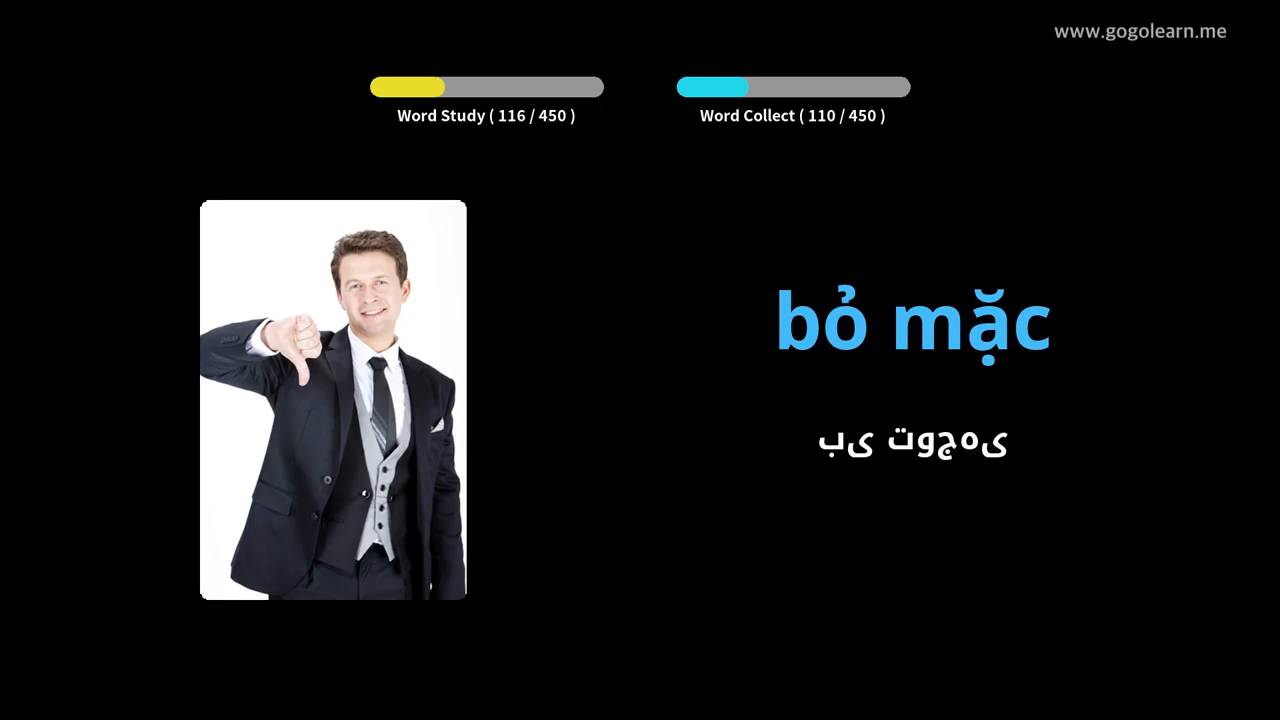 www.gogolearn.me
Word Study ( 116 / 450 )
Word Collect ( 110 / 450 )
bỏ mặc
بی توجهی